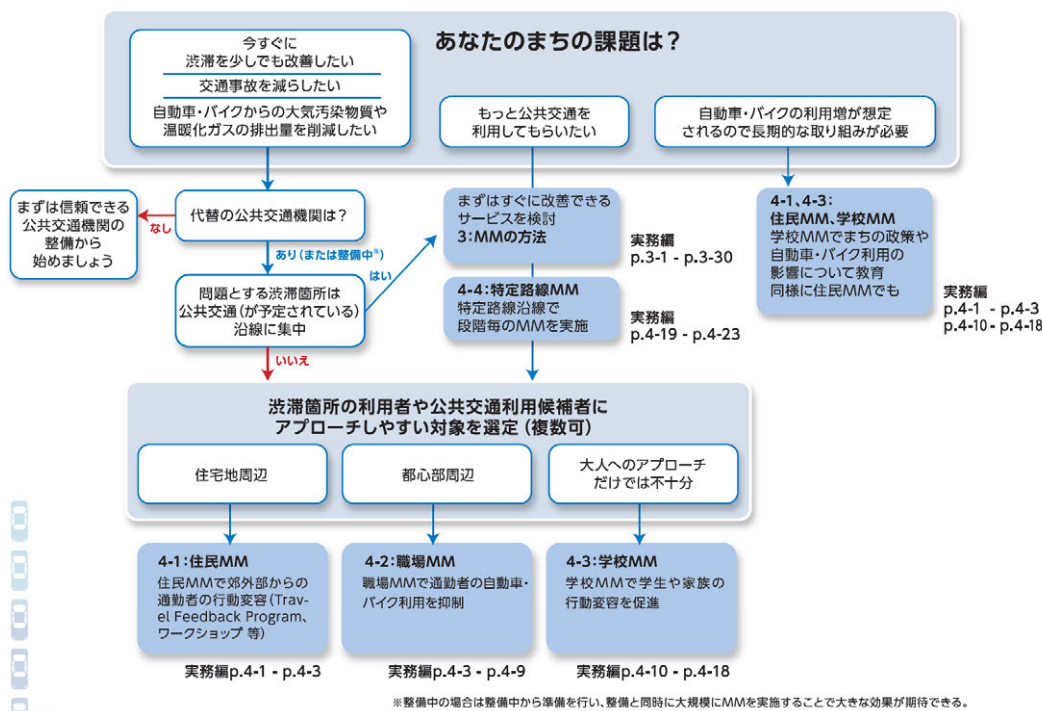 あなたのまちの課題は？
今すぐに
渋滞を少しでも改善したい
交通事故を減らしたい
自動車・バイクからの大気汚染物質や
温暖化ガスの排出量を削減したい
もっと公共交通を
利用してもらいたい
自動車・バイクの利用増が想定
されるので長期的な取り組みが必要
まずは信頼できる
公共交通機関の
整備から
始めましょう
なし
代替の公共交通機関は？
あり（または整備中※）
はい
問題とする渋滞箇所は
公共交通（が予定されている）
沿線に集中
いいえ
まずはすぐに改善できる
サービスを検討
3：MMの方法
実務編
p.3-1 - p.3-30
4-4：特定路線MM
特定路線沿線で
段階毎のMMを実施
実務編
p.4-19 - p.4-23
4-1、4-3：
住民MM、学校MM
学校MMでまちの政策や
自動車・バイク利用の
影響について教育
同様に住民MMでも
実務編
p.4-1 - p.4-3
p.4-10 - p.4-18
渋滞箇所の利用者や公共交通利用候補者に
アプローチしやすい対象を選定（複数可）
住宅地周辺
都心部周辺
大人へのアプローチ
だけでは不十分
4-1：住民MM
住民MMで郊外部からの
通勤者の行動変容（Trav-
el Feedback Program、
ワークショップ 等）
実務編p.4-1 - p.4-3
4-2：職場MM
職場MMで通勤者の自動車・
バイク利用を抑制
実務編p.4-3 - p.4-9
4-3：学校MM
学校MMで学生や家族の
行動変容を促進
実務編p.4-10 - p.4-18
※整備中の場合は整備中から準備を行い、整備と同時に大規模にMMを実施することで大きな効果が期待できる。